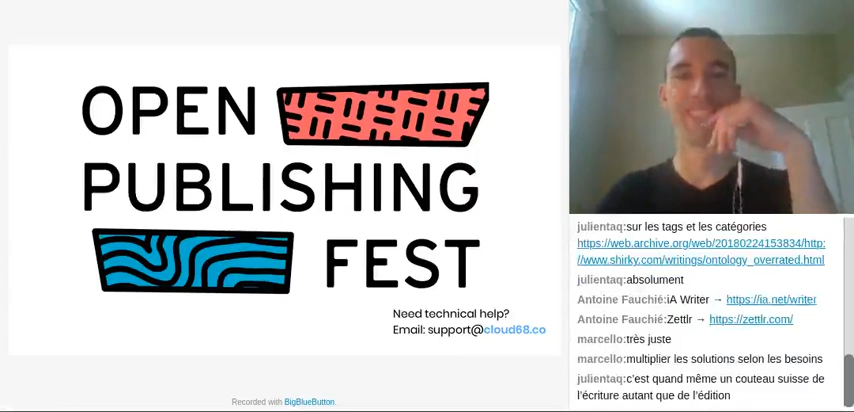 OPEN
PUBLISHING
FEST
Need technical help?
Email: support@cloud68.co
Recorded with BigBlueButton.
julientaq:sur les tags et les catégories
https://web.archive.org/web/20180224153834/http:
//www.shirky.com/writings/ontology_overrated.html
julientaq:absolument
Antoine Fauchié:iA Writer → https://ia.net/writer
Antoine Fauchié:Zettlr → https://zettlr.com/
marcello:très juste
marcello:multiplier les solutions selon les besoins
julientaq:c’est quand même un couteau suisse de
l’écriture autant que de l’édition